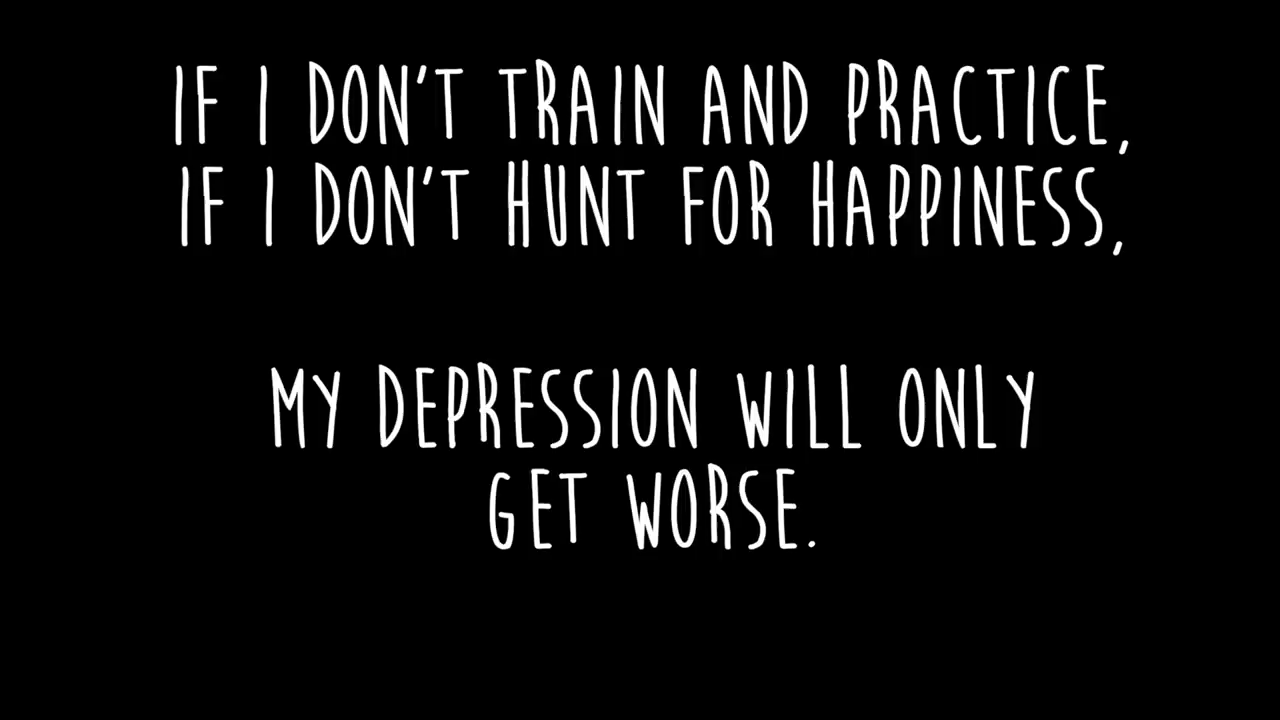 IF I DON'T TRAIN AND PRACTICE,
IF I DON'T HUNT FOR HAPPINESS,
MY DEPRESSION WILL ONLY
GET WORSE.